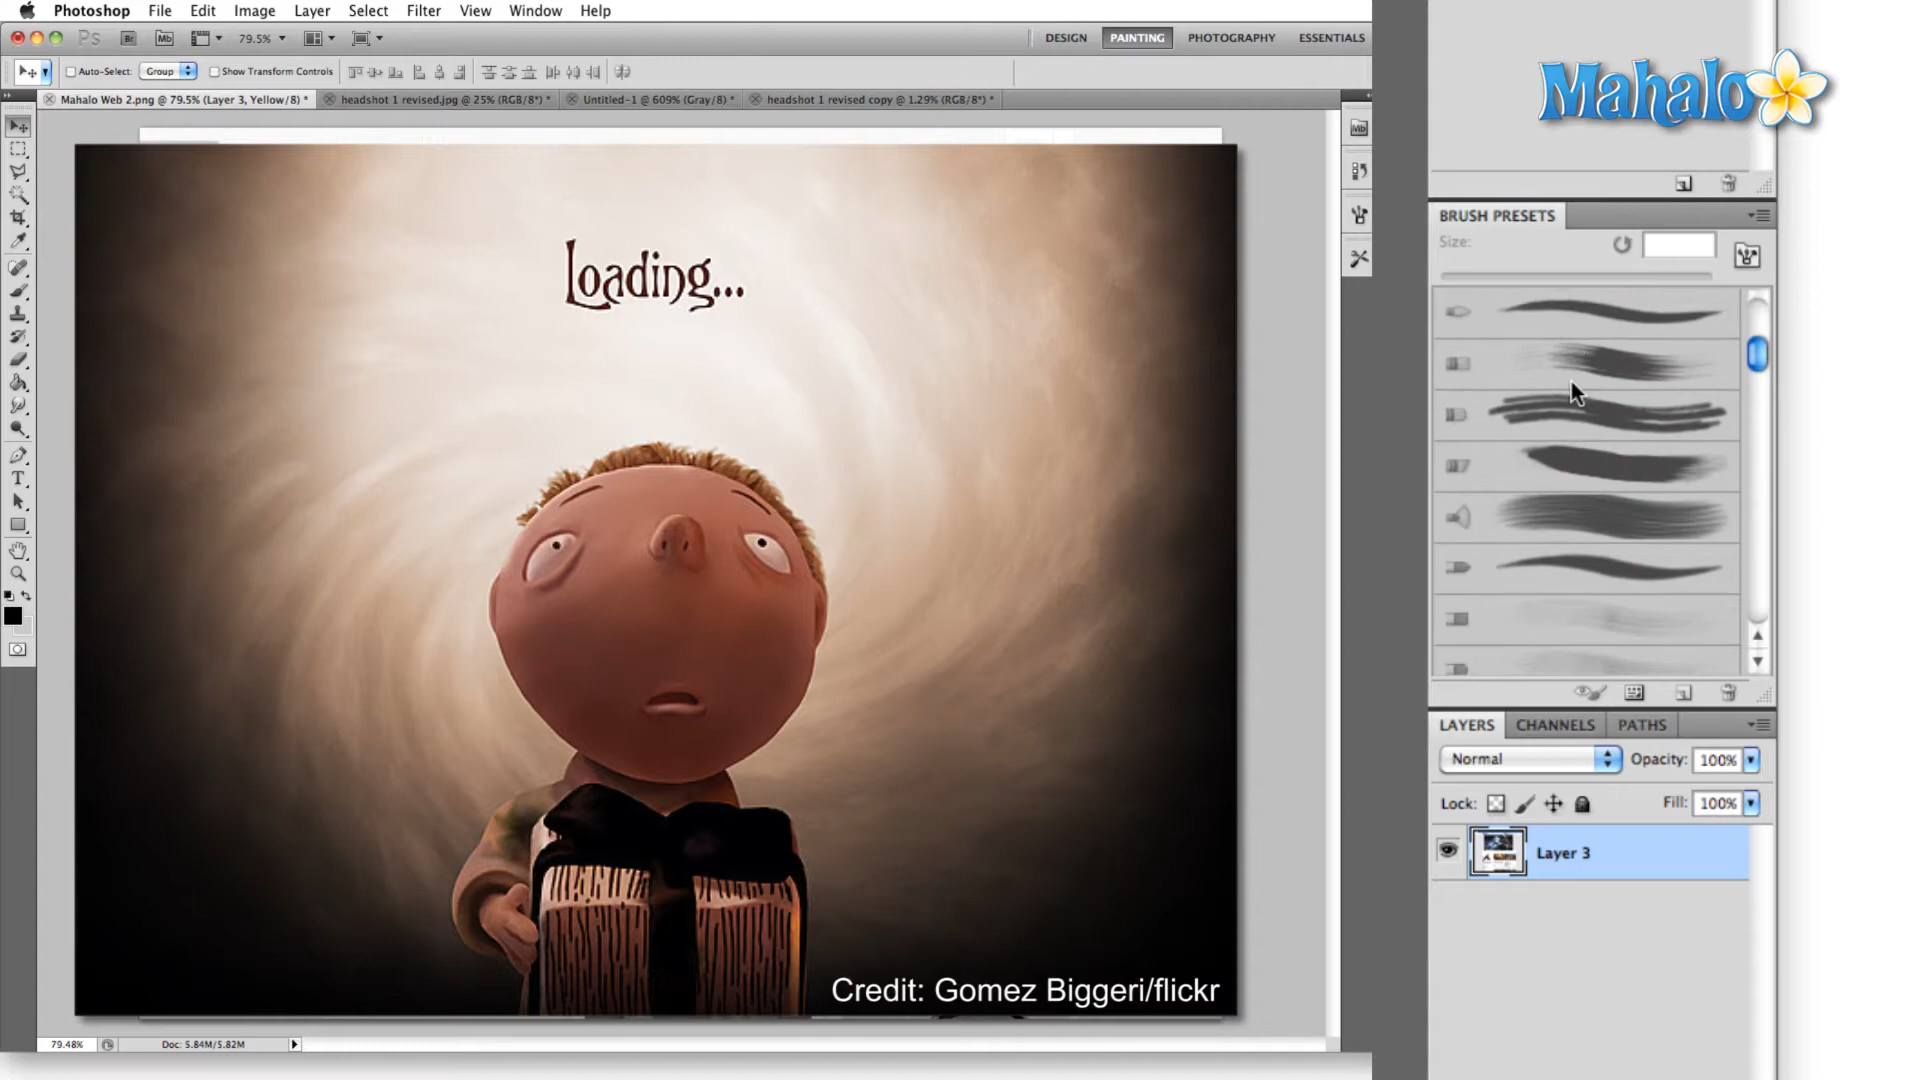 Photoshop File Edit Image Layer Select Filter View Window Help
Ps Br Mb 79.5% DESIGN PAINTING PHOTOGRAPHY ESSENTIALS
Auto-Select: Group Show Transform Controls
Mahalo Web 2.png @ 79.5% (Layer 3, Yellow/8) * headshot 1 revised.jpg @ 25% (RGB/8*) * Untitled-1 @ 609% (Gray/8) * headshot 1 revised copy @ 1.29% (RGB/8*) *
Mb
T
Loading...
Credit: Gomez Biggeri/flickr
79.48% Doc: 5.84M/5.82M
Mahalo
BRUSH PRESETS
Size:
LAYERS CHANNELS PATHS
Normal Opacity: 100%
Lock: Fill: 100%
Layer 3